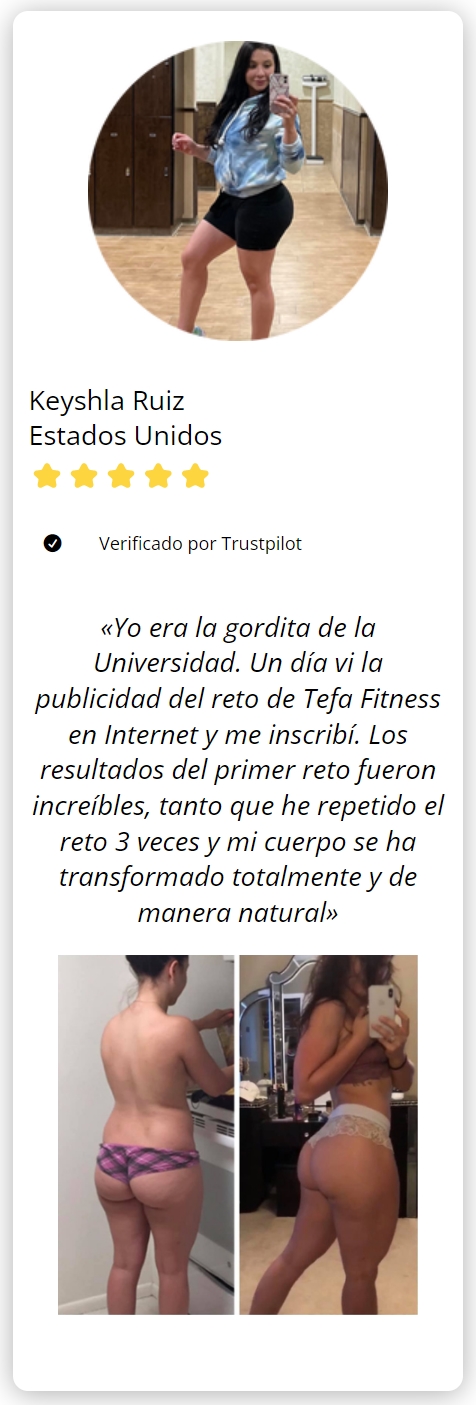 Keyshla Ruiz
Estados Unidos
Verificado por Trustpilot
«Yo era la gordita de la
Universidad. Un día vi la
publicidad del reto de Tefa Fitness
en Internet y me inscribí. Los
resultados del primer reto fueron
increíbles, tanto que he repetido el
reto 3 veces y mi cuerpo se ha
transformado totalmente y de
manera natural»